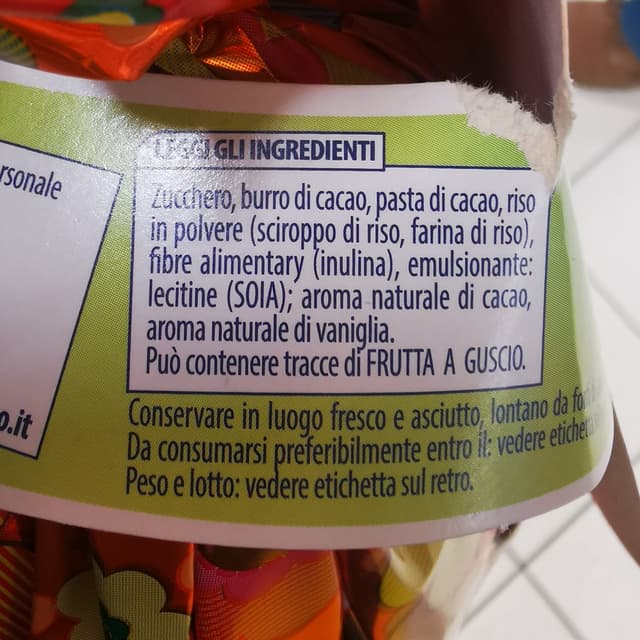 rsonale
o.it
LEGGI GLI INGREDIENTI
Zucchero, burro di cacao, pasta di cacao, riso
in polvere (sciroppo di riso, farina di riso),
fibre alimentary (inulina), emulsionante:
lecitine (SOIA); aroma naturale di cacao,
aroma naturale di vaniglia.
Può contenere tracce di FRUTTA A GUSCIO.
Conservare in luogo fresco e asciutto, lontano da
Da consumarsi preferibilmente entro il: vedere
Peso e lotto: vedere etichetta sul retro.